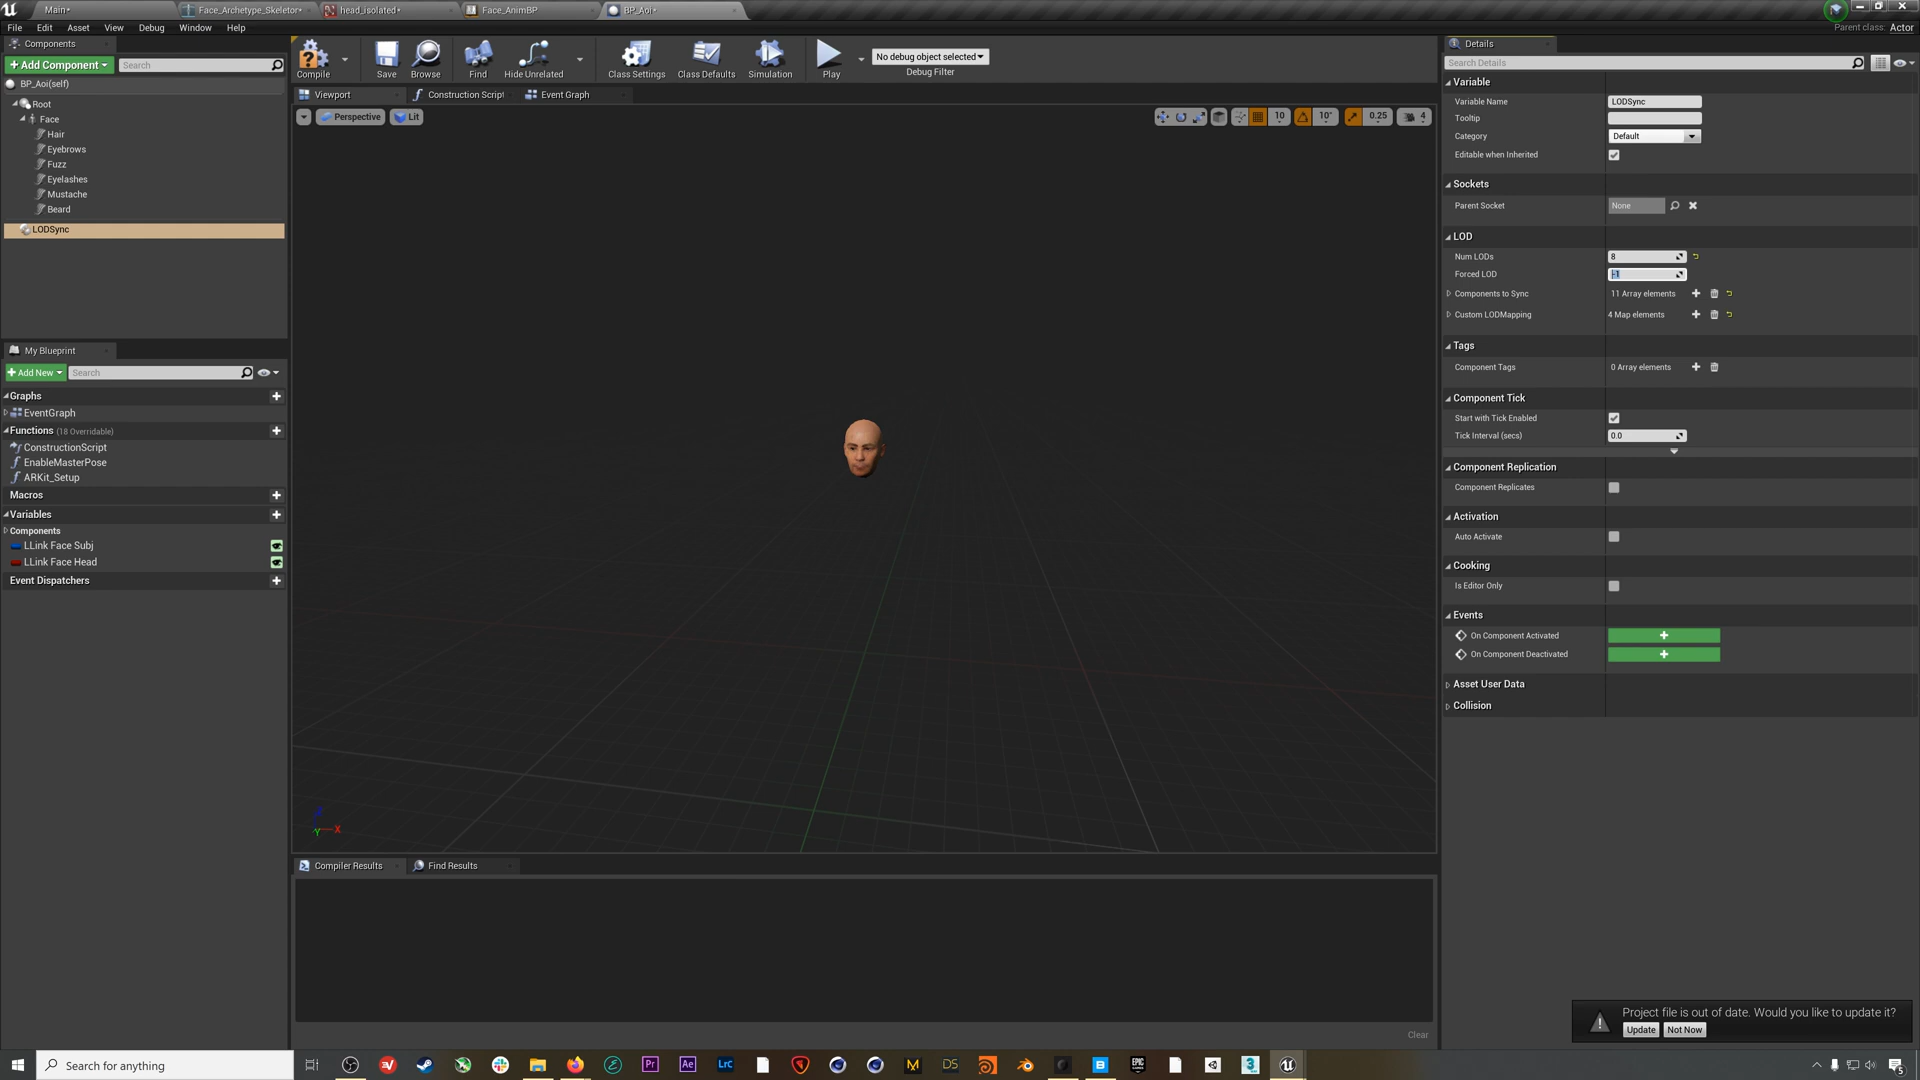 Main•
Face_Archetype_Skeletor•
head_isolated•
Face_AnimBP
BP_Aoi•
File
Edit
Asset
View
Debug
Window
Help
Parent class: Actor
Components
+ Add Component
Search
BP_Aoi(self)
Root
Face
Hair
Eyebrows
Fuzz
Eyelashes
Mustache
Beard
LODSync
My Blueprint
+ Add New
Search
Graphs
EventGraph
Functions (18 Overridable)
ConstructionScript
EnableMasterPose
ARKit_Setup
Macros
Variables
Components
LLink Face Subj
LLink Face Head
Event Dispatchers
Compile
Save
Browse
Find
Hide Unrelated
Class Settings
Class Defaults
Simulation
Play
No debug object selected
Debug Filter
Viewport
Construction Script
Event Graph
Perspective
Lit
10
10°
0.25
4
X
Y
Compiler Results
Find Results
Clear
Details
Search Details
Variable
Variable Name
LODSync
Tooltip
Category
Default
Editable when Inherited
Sockets
Parent Socket
None
LOD
Num LODs
8
Forced LOD
-1
Components to Sync
11 Array elements
Custom LODMapping
4 Map elements
Tags
Component Tags
0 Array elements
Component Tick
Start with Tick Enabled
Tick Interval (secs)
0.0
Component Replication
Component Replicates
Activation
Auto Activate
Cooking
Is Editor Only
Events
On Component Activated
On Component Deactivated
Asset User Data
Collision
Project file is out of date. Would you like to update it?
Update
Not Now
Search for anything
Pr
Ae
Lrc
DS
EPIC
3
5